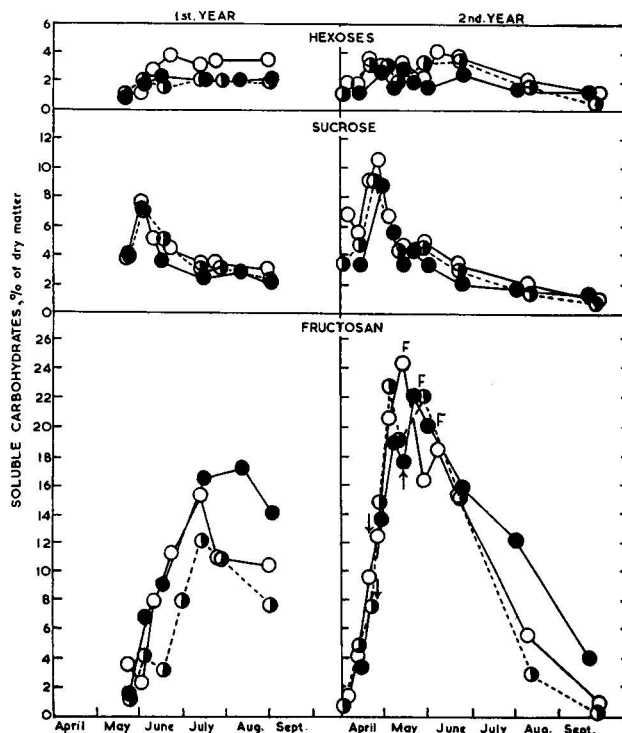 1st. YEAR 2nd. YEAR
HEXOSES
6
4
2
0
SUCROSE
12
10
8
6
4
2
0
FRUCTOSAN
26
24
22
20
18
16
14
12
10
8
6
4
2
0
F
F
F
SOLUBLE CARBOHYDRATES, % of dry matter
April May June July Aug. Sept. April May June July Aug. Sept.